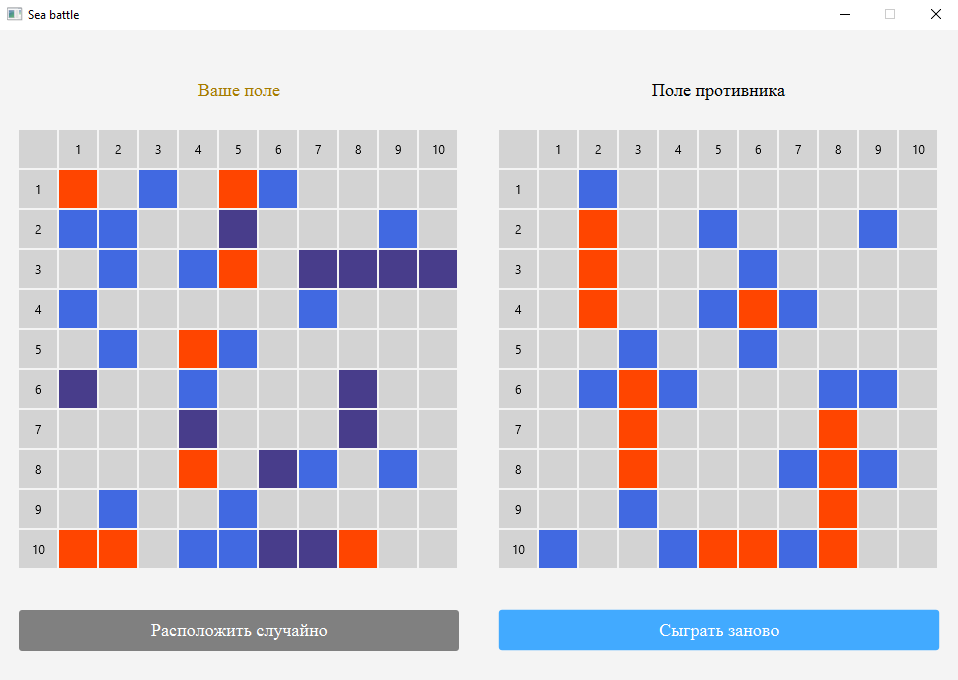 Sea battle
Ваше поле
Поле противника
1 2 3 4 5 6 7 8 9 10
1 2 3 4 5 6 7 8 9 10
1 1
2 2
3 3
4 4
5 5
6 6
7 7
8 8
9 9
10 10
Расположить случайно
Сыграть заново